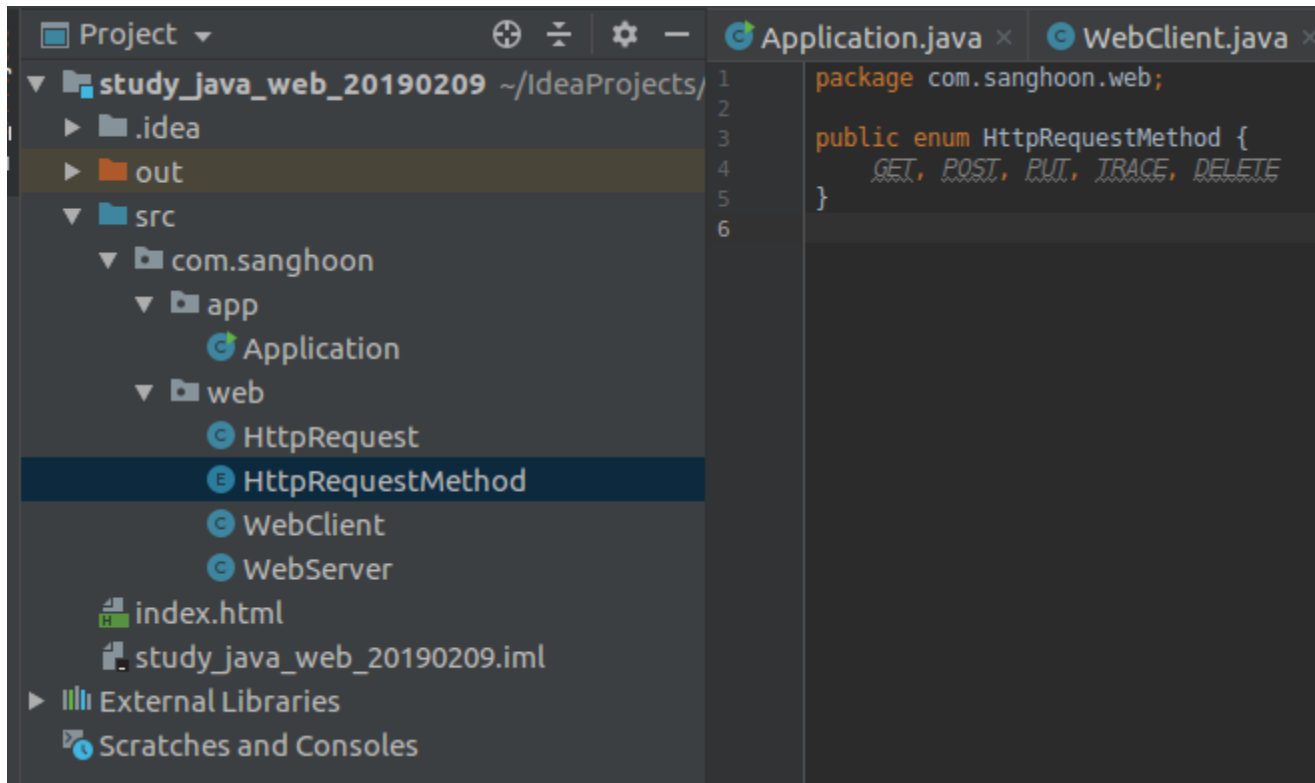 Project
study_java_web_20190209 ~/IdeaProjects/
.idea
out
src
com.sanghoon
app
Application
web
HttpRequest
HttpRequestMethod
WebClient
WebServer
index.html
study_java_web_20190209.iml
External Libraries
Scratches and Consoles
Application.java WebClient.java
1 package com.sanghoon.web;
2
3 public enum HttpRequestMethod {
4 GET, POST, PUT, TRACE, DELETE
5 }
6